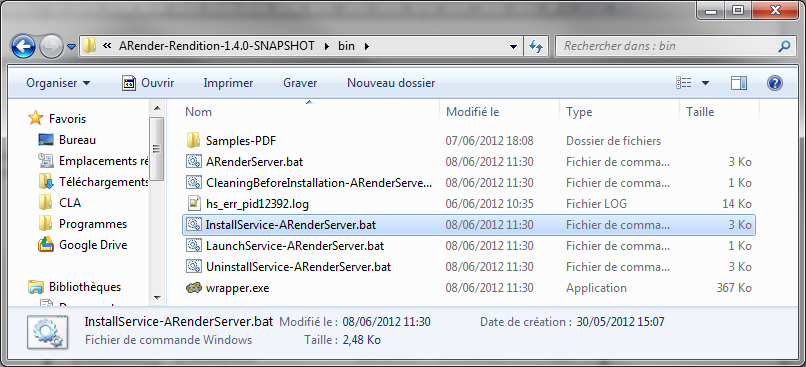 « ARender-Rendition-1.4.0-SNAPSHOT bin Rechercher dans : bin
Organiser Ouvrir Imprimer Graver Nouveau dossier
Nom Modifié le Type Taille
Favoris
Bureau
Emplacements ré
Téléchargements
CLA
Programmes
Google Drive
Bibliothèques
Samples-PDF 07/06/2012 18:08 Dossier de fichiers
ARenderServer.bat 08/06/2012 11:30 Fichier de comma... 3 Ko
CleaningBeforeInstallation-ARenderServe... 08/06/2012 11:30 Fichier de comma... 1 Ko
hs_err_pid12392.log 06/06/2012 10:35 Fichier LOG 14 Ko
InstallService-ARenderServer.bat 08/06/2012 11:30 Fichier de comma... 3 Ko
LaunchService-ARenderServer.bat 08/06/2012 11:30 Fichier de comma... 1 Ko
UninstallService-ARenderServer.bat 08/06/2012 11:30 Fichier de comma... 3 Ko
wrapper.exe 08/06/2012 11:30 Application 367 Ko
InstallService-ARenderServer.bat Modifié le : 08/06/2012 11:30 Date de création : 30/05/2012 15:07
Fichier de commande Windows Taille : 2,48 Ko